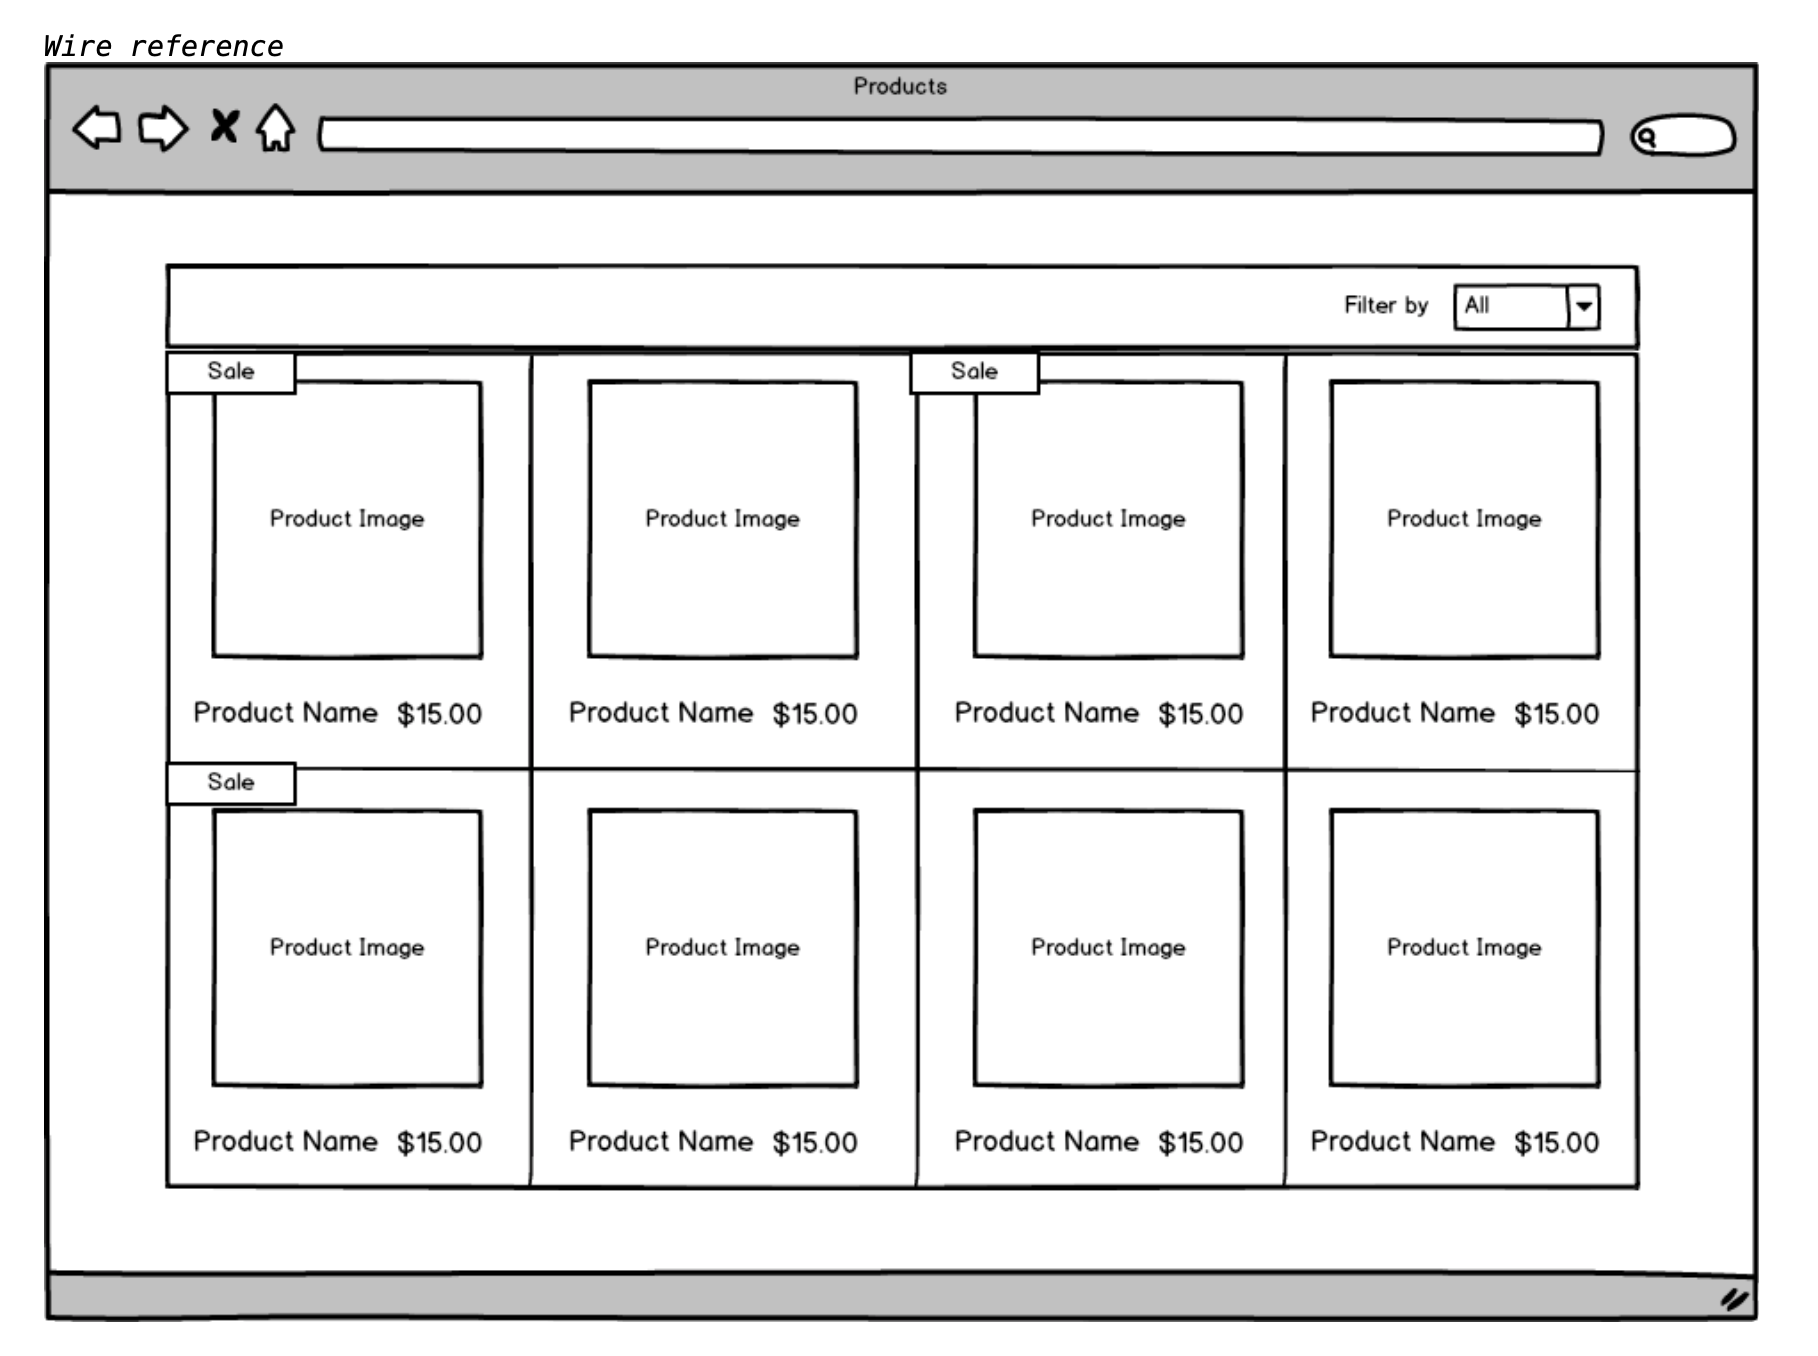 Wire reference
Products
Filter by All
Sale Sale
Product Image Product Image Product Image Product Image
Product Name $15.00 Product Name $15.00 Product Name $15.00 Product Name $15.00
Sale
Product Image Product Image Product Image Product Image
Product Name $15.00 Product Name $15.00 Product Name $15.00 Product Name $15.00